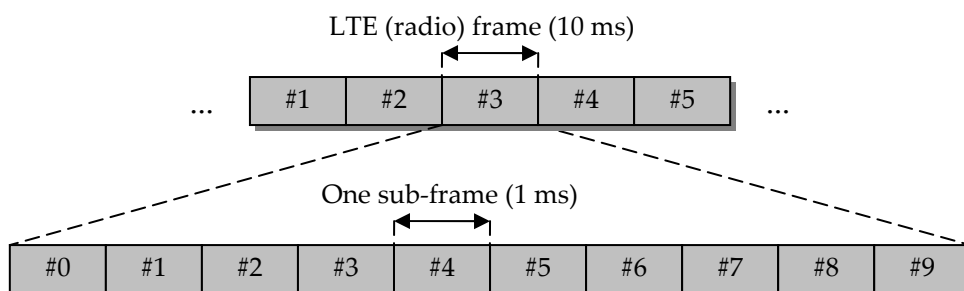 LTE (radio) frame (10 ms)
... #1 #2 #3 #4 #5 ...
One sub-frame (1 ms)
#0 #1 #2 #3 #4 #5 #6 #7 #8 #9